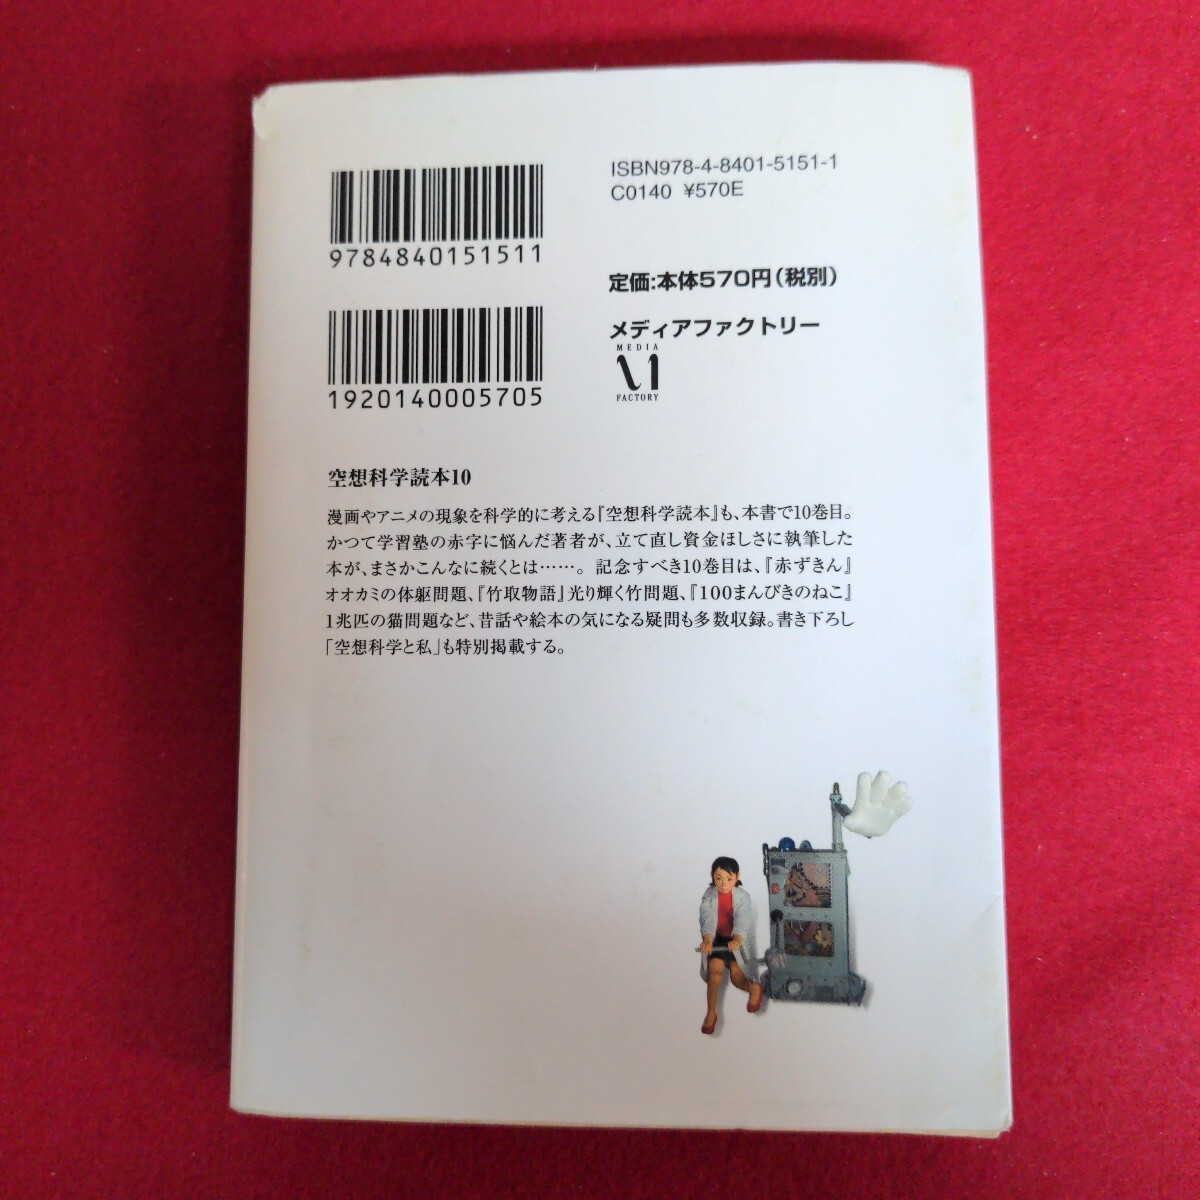 ISBN978-4-8401-5151-1
C0140 ¥570E
9784840151511
定価:本体570円(税別)
メディアファクトリー
MEDIA
FACTORY
1920140005705
空想科学読本10
漫画やアニメの現象を科学的に考える『空想科学読本』も、本書で10巻目。
かつて学習塾の赤字に悩んだ著者が、立て直し資金ほしさに執筆した
本が、まさかこんなに続くとは……。記念すべき10巻目は、『赤ずきん』
オオカミの体躯問題、『竹取物語』光り輝く竹問題、『100まんびきのねこ』
1兆匹の猫問題など、昔話や絵本の気になる疑問も多数収録。書き下ろし
「空想科学と私」も特別掲載する。